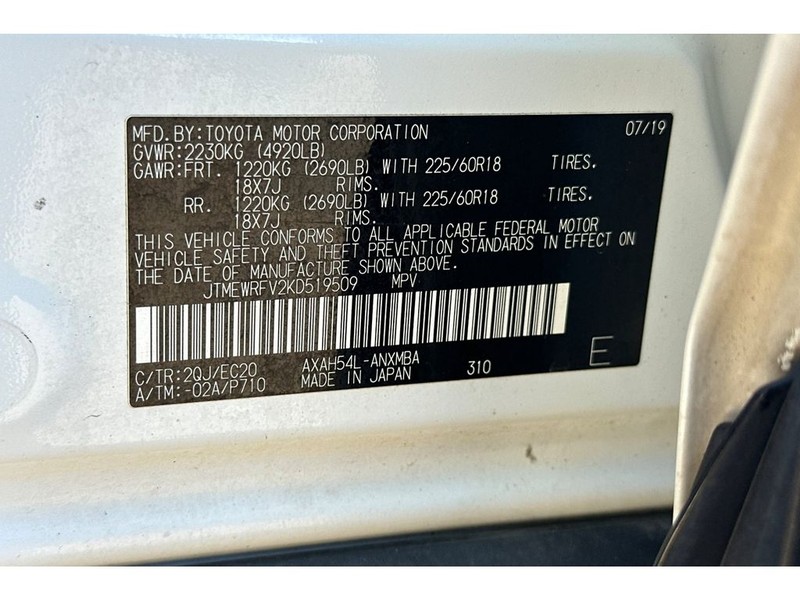 MFD.BY:TOYOTA MOTOR CORPORATION 07/19
GVWR:2230KG (4920LB)
GAWR:FRT. 1220KG (2690LB) WITH 225/60R18 TIRES.
18X7J RIMS.
RR. 1220KG (2690LB) WITH 225/60R18 TIRES.
18X7J RIMS.
THIS VEHICLE CONFORMS TO ALL APPLICABLE FEDERAL MOTOR
VEHICLE SAFETY AND THEFT PREVENTION STANDARDS IN EFFECT ON
THE DATE OF MANUFACTURE SHOWN ABOVE.
JTMEWRFV2KD519509 MPV
C/TR:2QJ/EC20 AXAH54L-ANXMBA 310 E
A/TM:-02A/P710 MADE IN JAPAN